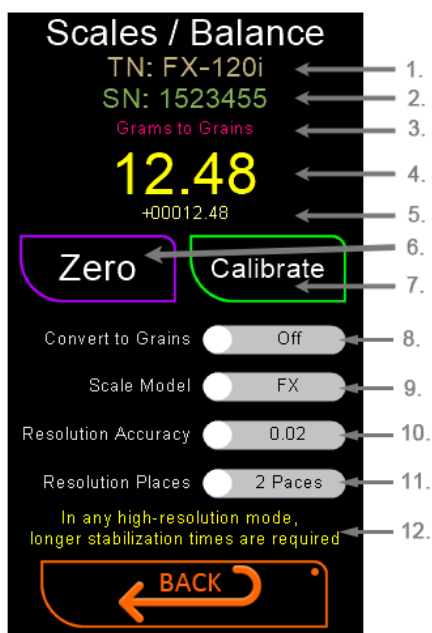 Scales / Balance
TN: FX-120i
1.
SN: 1523455
2.
Grams to Grains
3.
12.48
4.
+00012.48
5.
6.
Zero
Calibrate
7.
Convert to Grains Off
8.
Scale Model FX
9.
Resolution Accuracy 0.02
10.
Resolution Places 2 Paces
11.
In any high-resolution mode,
longer stabilization times are required
12.
BACK